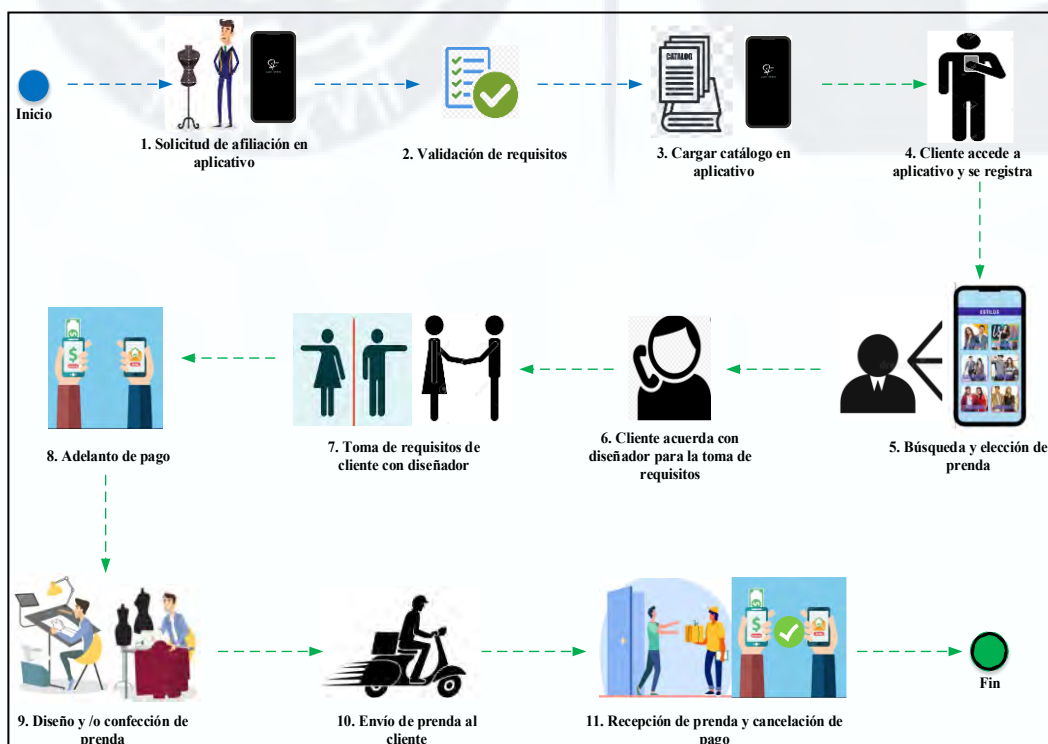 Inicio
1. Solicitud de afiliación en
aplicativo
2. Validación de requisitos
CATALOG
3. Cargar catálogo en
aplicativo
4. Cliente accede a
aplicativo y se registra
8. Adelanto de pago
7. Toma de requisitos de
cliente con diseñador
6. Cliente acuerda con
diseñador para la toma de
requisitos
ESTILOS
5. Búsqueda y elección de
prenda
9. Diseño y /o confección de
prenda
10. Envío de prenda al
cliente
11. Recepción de prenda y cancelación de
pago
Fin